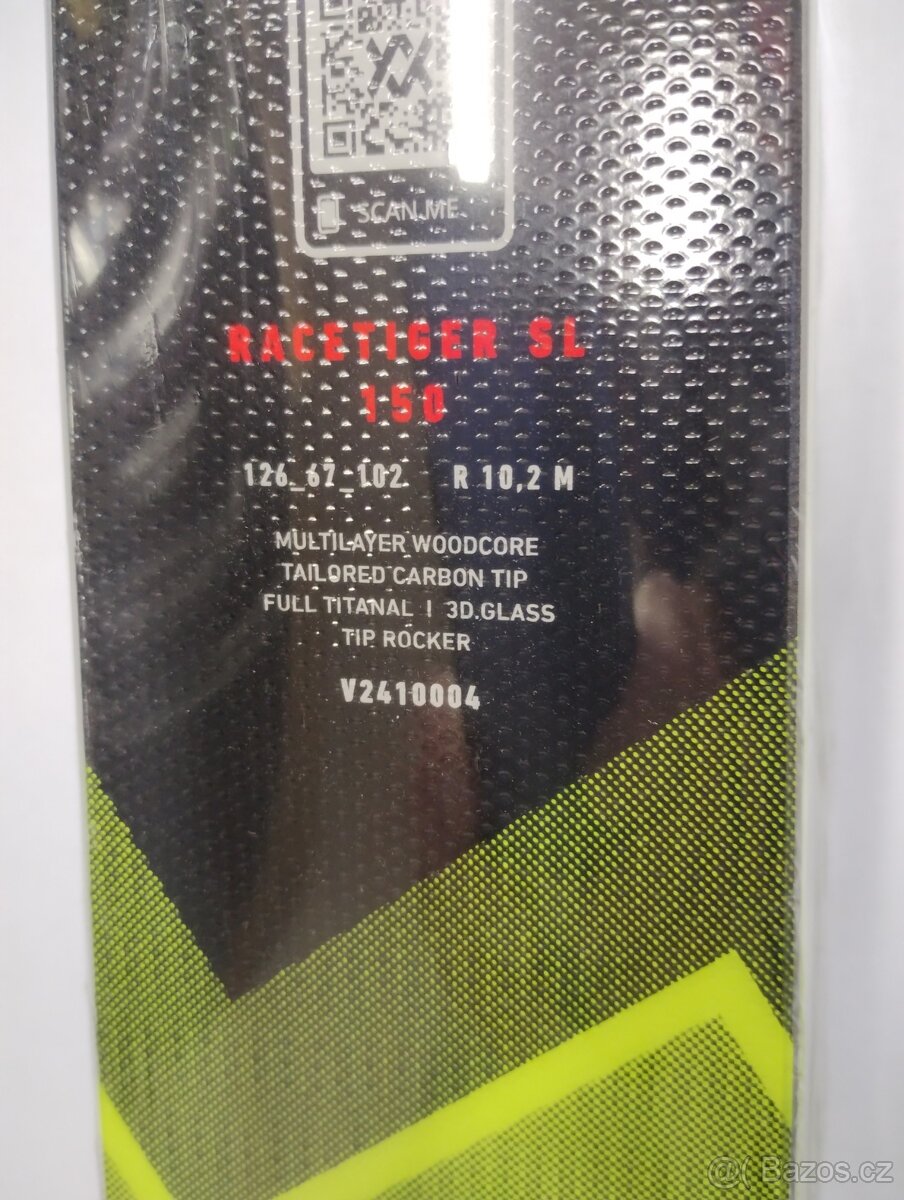 SCAN ME
RACETIGER SL
150
126_67_102 R 10,2 M
MULTILAYER WOODCORE
TAILORED CARBON TIP
FULL TITANAL | 3D.GLASS
TIP ROCKER
V2410004
@( Bazos.cz